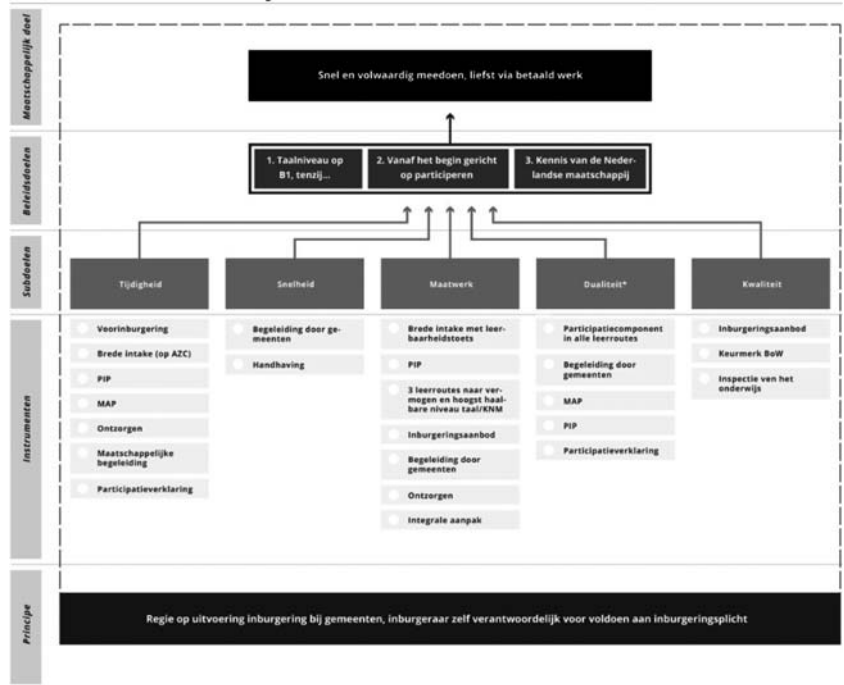 Maatschappelijk doel
Snel en volwaardig meedoen, liefst via betaald werk
Beleidsdoelen
1. Taalniveau op
B1, tenzij...
2. Vanaf het begin gericht
op participeren
3. Kennis van de Neder-
landse maatschappij
Subdoelen
Tijdigheid
Snelheid
Maatwerk
Dualiteit*
Kwaliteit
Instrumenten
Voorinburgering
Brede intake (op AZC)
PIP
MAP
Ontzorgen
Maatschappelijke
begeleiding
Participatieverklaring
Begeleiding door ge-
meenten
Handhaving
Brede intake met leer-
baarheidstoets
PIP
3 leerroutes naar ver-
mogen en hoogst haal-
bare niveau taal/KNM
Inburgeringsaanbod
Begeleiding door
gemeenten
Ontzorgen
Integrale aanpak
Participatiecomponent
in alle leerroutes
Begeleiding door
gemeenten
MAP
PIP
Participatieverklaring
Inburgeringsaanbod
Keurmerk BoW
Inspectie ven het
onderwijs
Principe
Regie op uitvoering inburgering bij gemeenten, inburgeraar zelf verantwoordelijk voor voldoen aan inburgeringsplicht